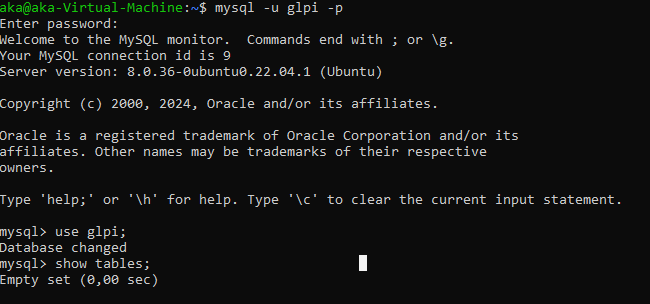 aka@aka-Virtual-Machine:~$ mysql -u glpi -p
Enter password:
Welcome to the MySQL monitor.  Commands end with ; or \g.
Your MySQL connection id is 9
Server version: 8.0.36-0ubuntu0.22.04.1 (Ubuntu)

Copyright (c) 2000, 2024, Oracle and/or its affiliates.

Oracle is a registered trademark of Oracle Corporation and/or its
affiliates. Other names may be trademarks of their respective
owners.

Type 'help;' or '\h' for help. Type '\c' to clear the current input statement.

mysql> use glpi;
Database changed
mysql> show tables;
Empty set (0,00 sec)